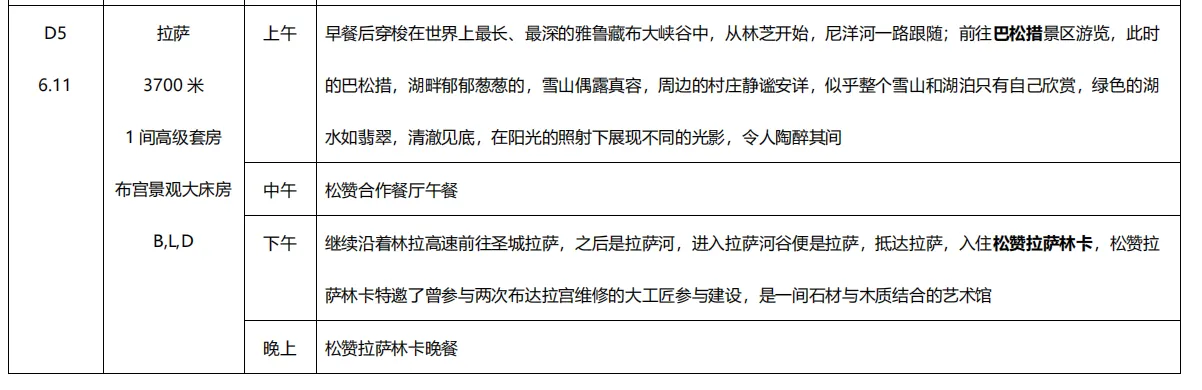 D5
6.11
拉萨
3700 米
1 间高级套房
布宫景观大床房
B,L,D
上午
早餐后穿梭在世界上最长、最深的雅鲁藏布大峡谷中，从林芝开始，尼洋河一路跟随；前往巴松措景区游览，此时
的巴松措，湖畔郁郁葱葱的，雪山偶露真容，周边的村庄静谧安详，似乎整个雪山和湖泊只有自己欣赏，绿色的湖
水如翡翠，清澈见底，在阳光的照射下展现不同的光影，令人陶醉其间
中午
松赞合作餐厅午餐
下午
继续沿着林拉高速前往圣城拉萨，之后是拉萨河，进入拉萨河谷便是拉萨，抵达拉萨，入住松赞拉萨林卡，松赞拉
萨林卡特邀了曾参与两次布达拉宫维修的大工匠参与建设，是一间石材与木质结合的艺术馆
晚上
松赞拉萨林卡晚餐